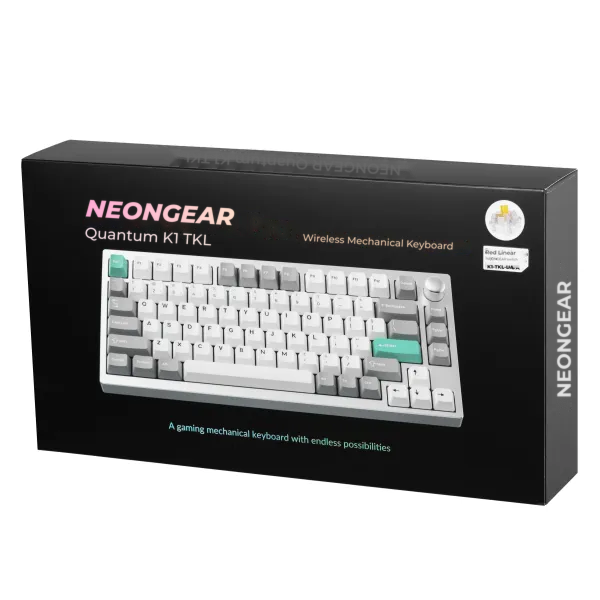 NEONGEAR
Quantum K1 TKL
Wireless Mechanical Keyboard
Red Linear
NEONGEAR
Q W E R T Y U I O P
A S D F G H J K L
Z X C V B N M
A gaming mechanical keyboard with endless possibilities